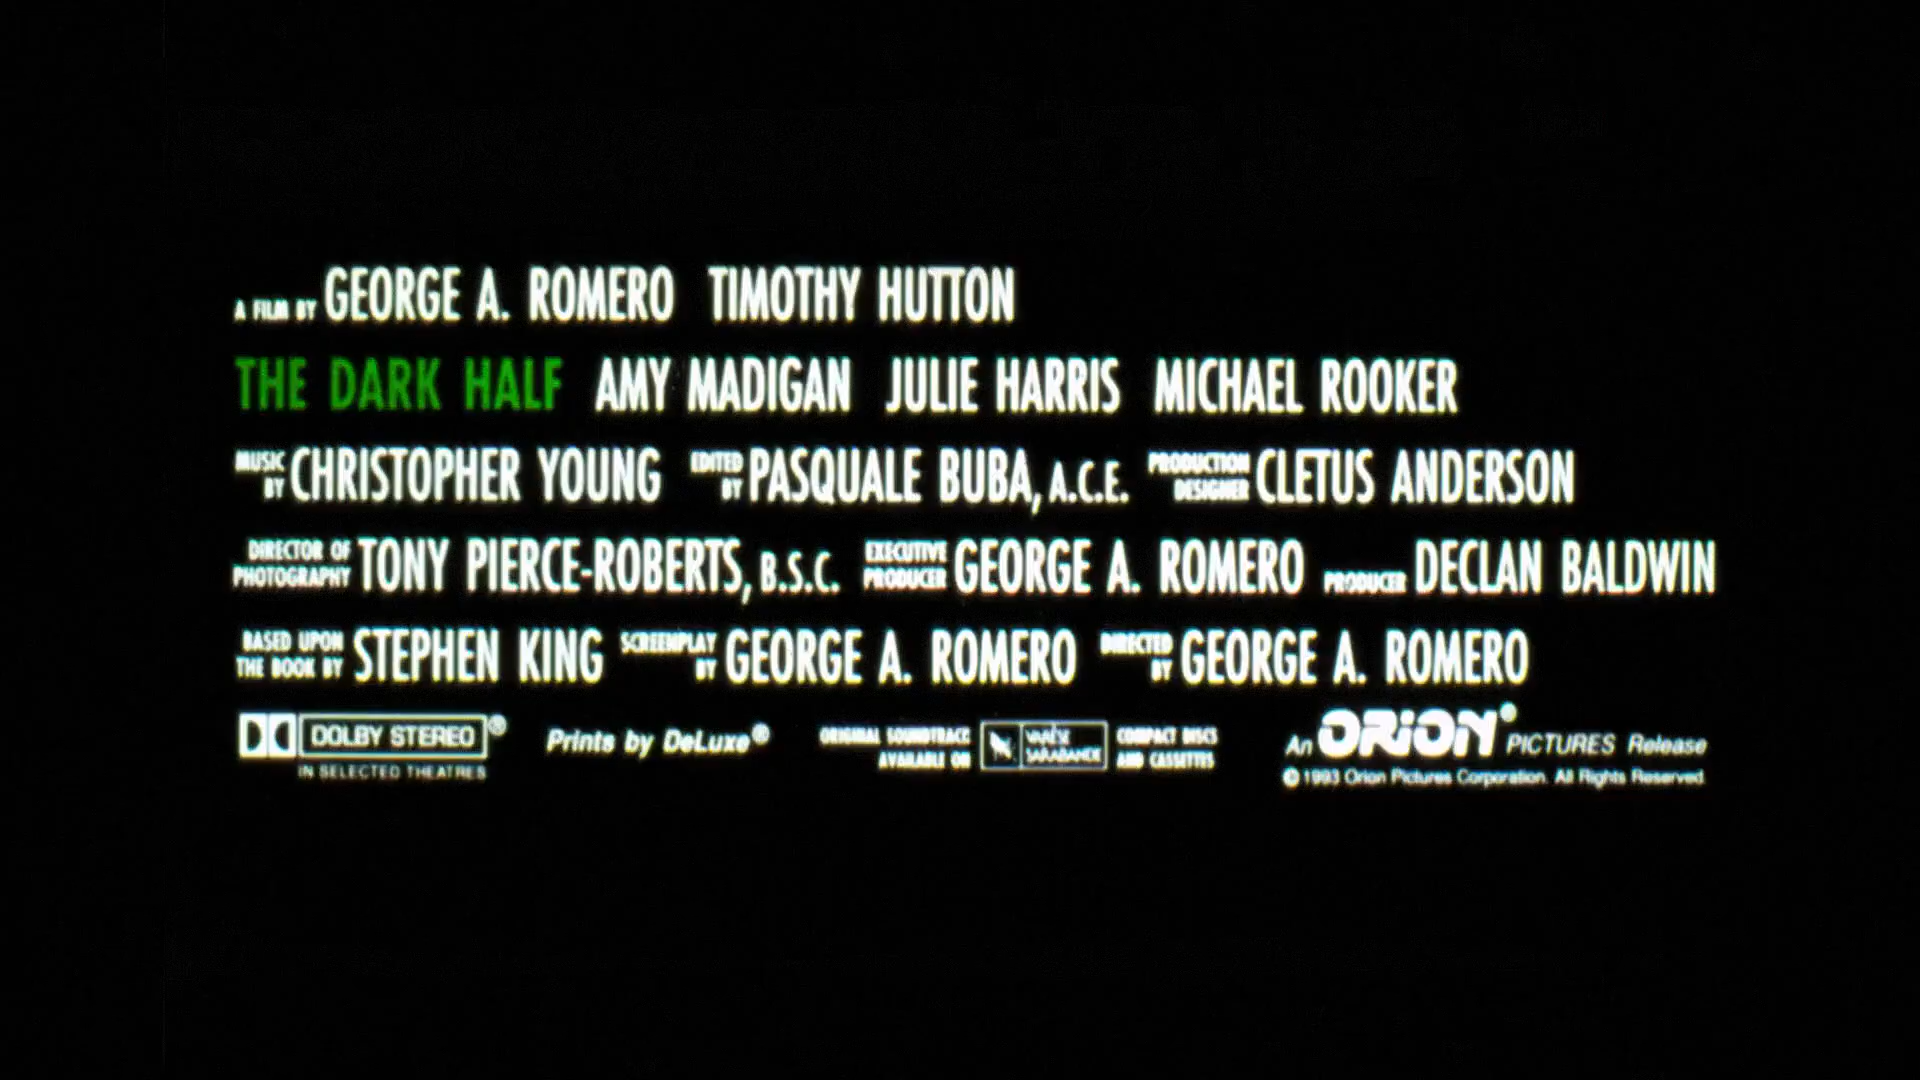 A FILM BY GEORGE A. ROMERO TIMOTHY HUTTON
THE DARK HALF AMY MADIGAN JULIE HARRIS MICHAEL ROOKER
MUSIC BY CHRISTOPHER YOUNG EDITED BY PASQUALE BUBA, A.C.E. PRODUCTION DESIGNER CLETUS ANDERSON
DIRECTOR OF PHOTOGRAPHY TONY PIERCE-ROBERTS, B.S.C. EXECUTIVE PRODUCER GEORGE A. ROMERO PRODUCER DECLAN BALDWIN
BASED UPON THE BOOK BY STEPHEN KING SCREENPLAY BY GEORGE A. ROMERO DIRECTED BY GEORGE A. ROMERO
DOLBY STEREO® IN SELECTED THEATRES Prints by DeLuxe® ORIGINAL SOUNDTRACK AVAILABLE ON VARÈSE SARABANDE COMPACT DISCS AND CASSETTES An ORION® PICTURES Release
© 1993 Orion Pictures Corporation. All Rights Reserved.